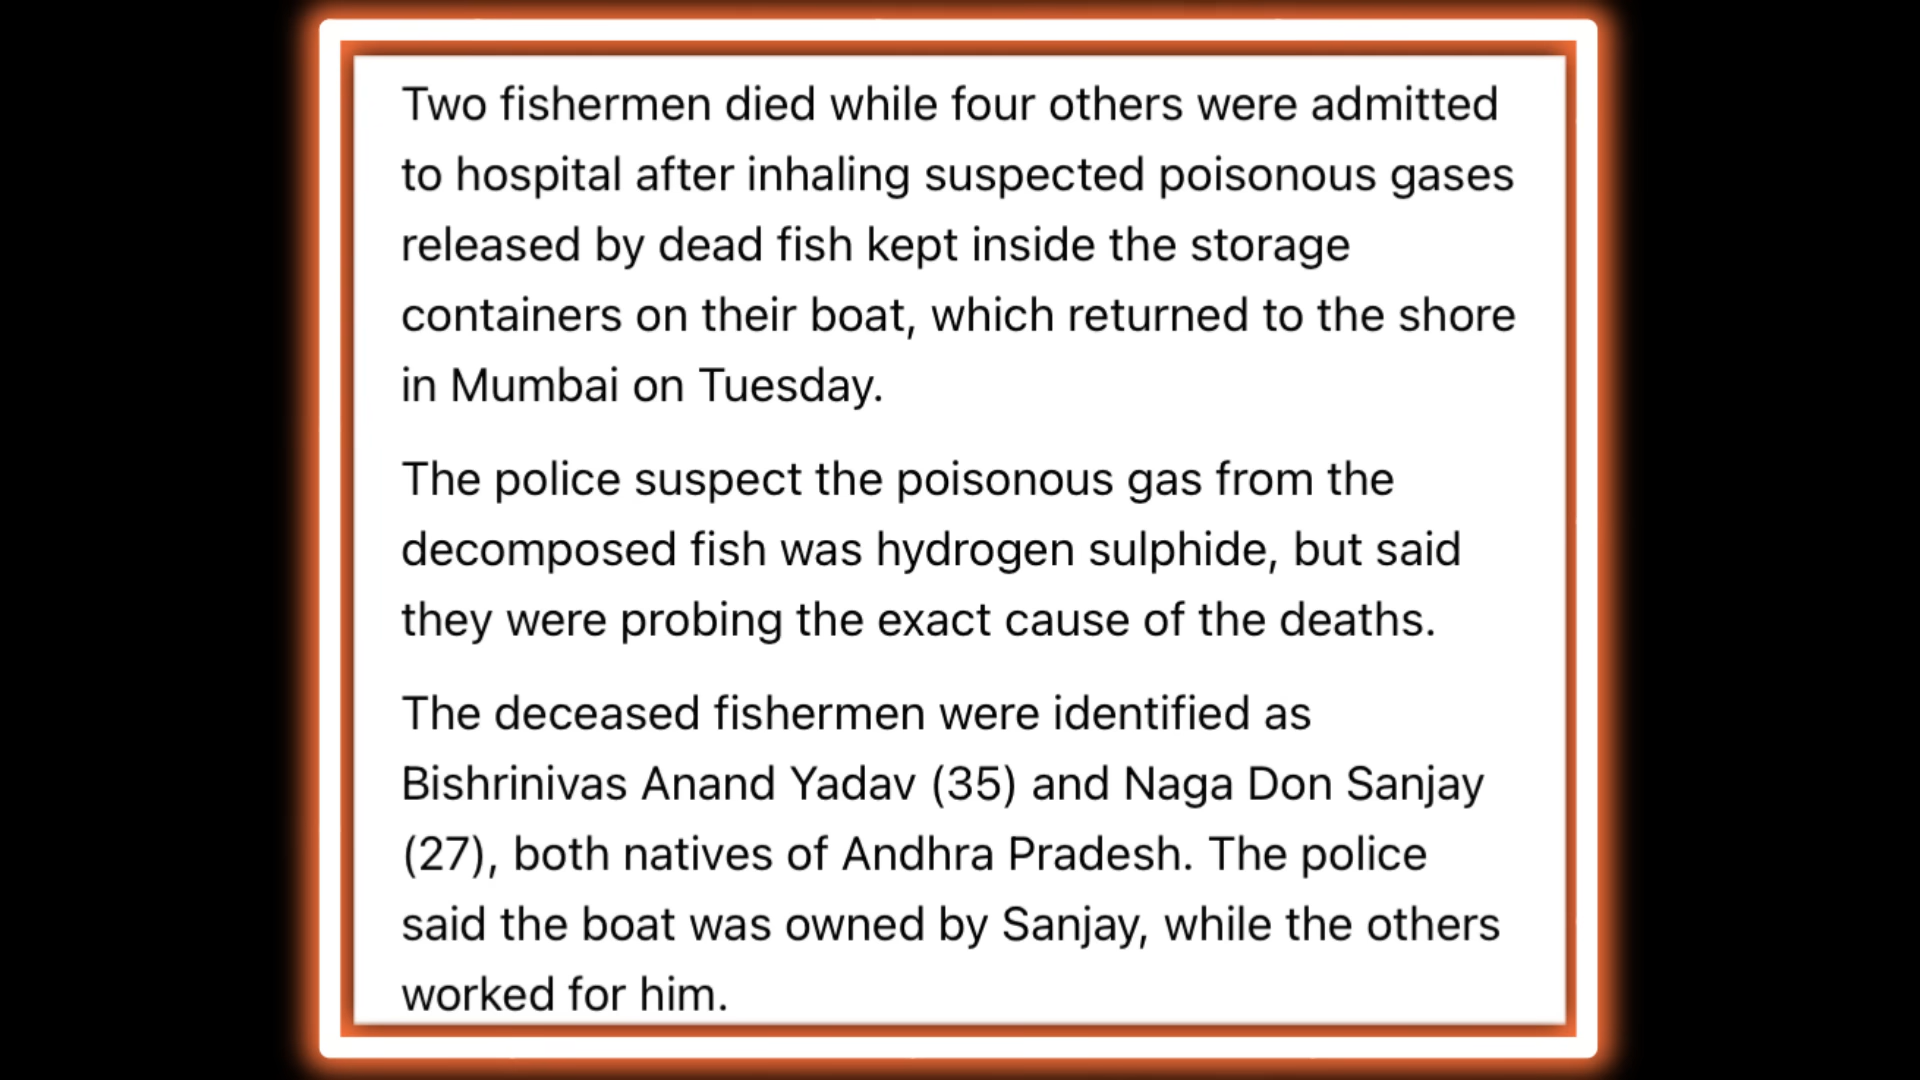 Two fishermen died while four others were admitted
to hospital after inhaling suspected poisonous gases
released by dead fish kept inside the storage
containers on their boat, which returned to the shore
in Mumbai on Tuesday.
The police suspect the poisonous gas from the
decomposed fish was hydrogen sulphide, but said
they were probing the exact cause of the deaths.
The deceased fishermen were identified as
Bishrinivas Anand Yadav (35) and Naga Don Sanjay
(27), both natives of Andhra Pradesh. The police
said the boat was owned by Sanjay, while the others
worked for him.